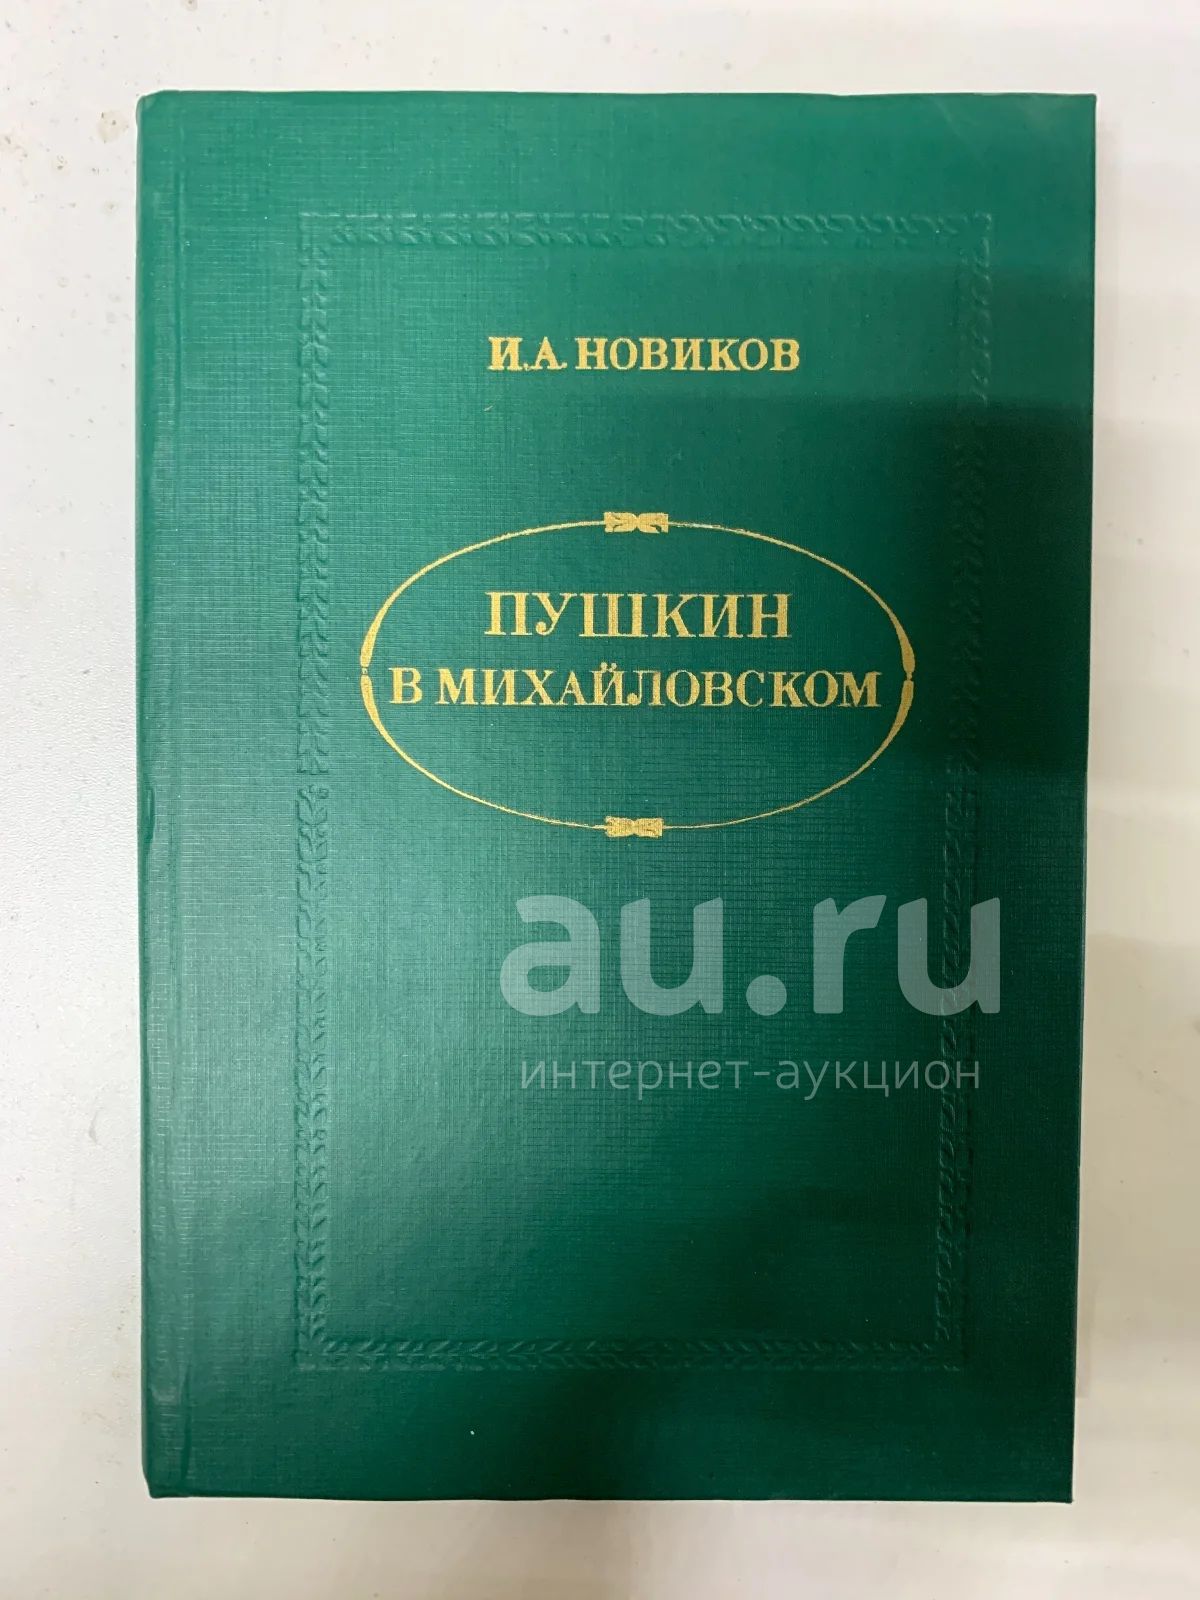 И.А. НОВИКОВ
ПУШКИН
В МИХАЙЛОВСКОМ
au.ru
интернет-аукцион